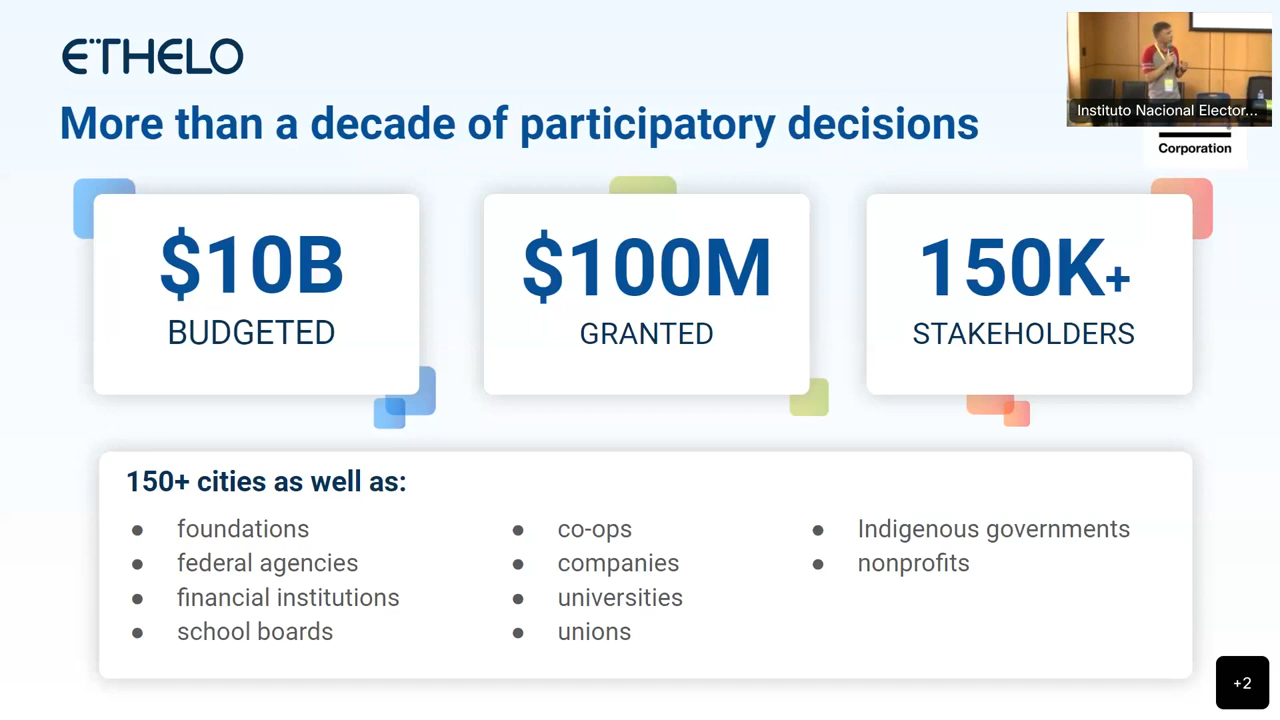 ËTHELO
More than a decade of participatory decisions
Instituto Nacional Elector...
Corporation
$10B
BUDGETED
$100M
GRANTED
150K+
STAKEHOLDERS
150+ cities as well as:
● foundations
● federal agencies
● financial institutions
● school boards
● co-ops
● companies
● universities
● unions
● Indigenous governments
● nonprofits
+2